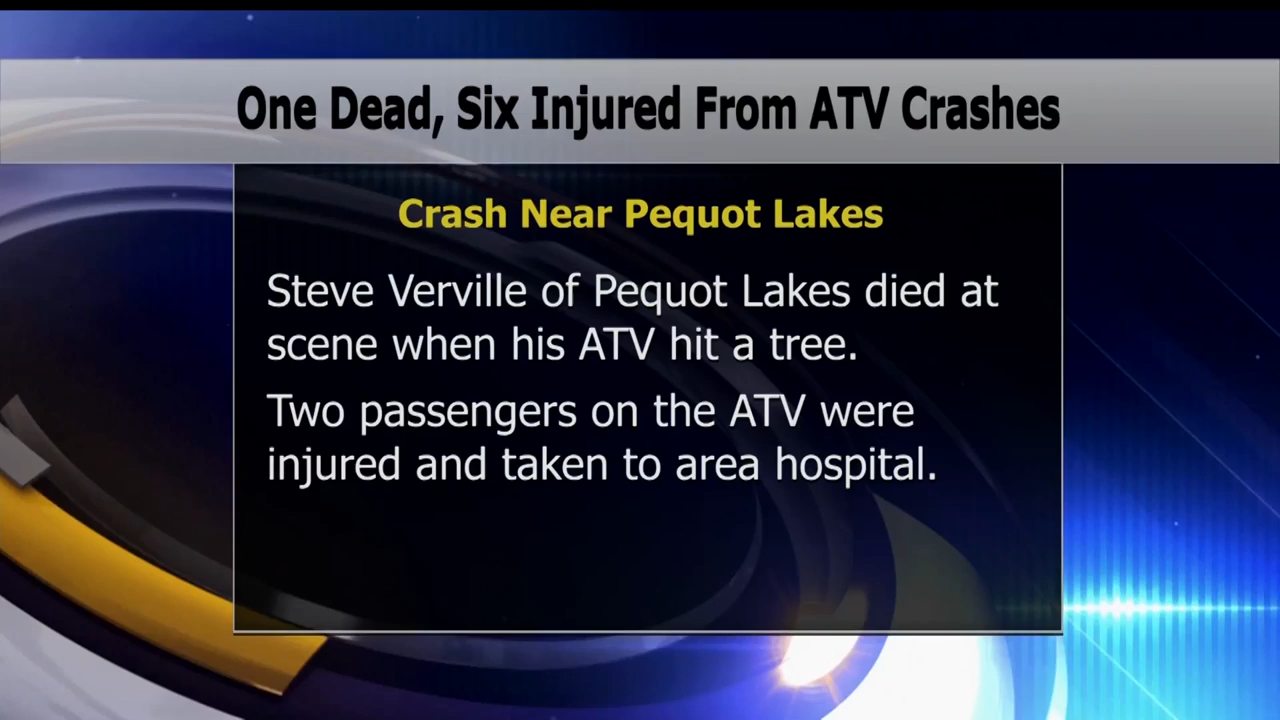 One Dead, Six Injured From ATV Crashes
Crash Near Pequot Lakes
Steve Verville of Pequot Lakes died at
scene when his ATV hit a tree.
Two passengers on the ATV were
injured and taken to area hospital.